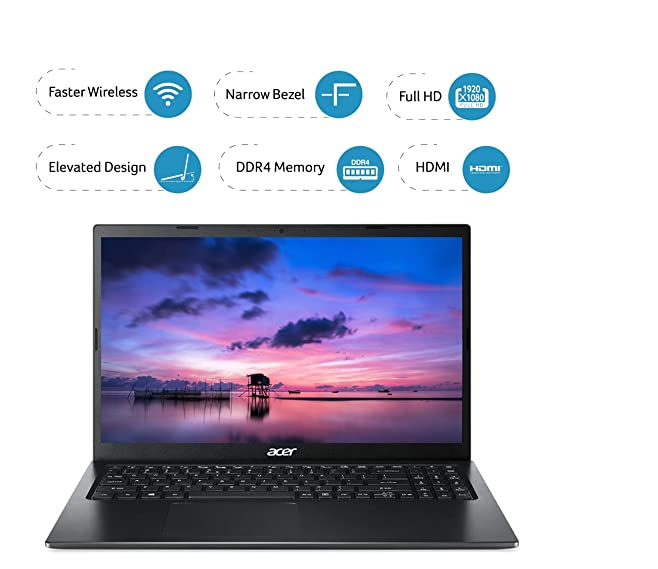 Faster Wireless
Narrow Bezel
Full HD
1920
X1080
FULL HD
Elevated Design
DDR4 Memory
DDR4
HDMI
HDMI
acer